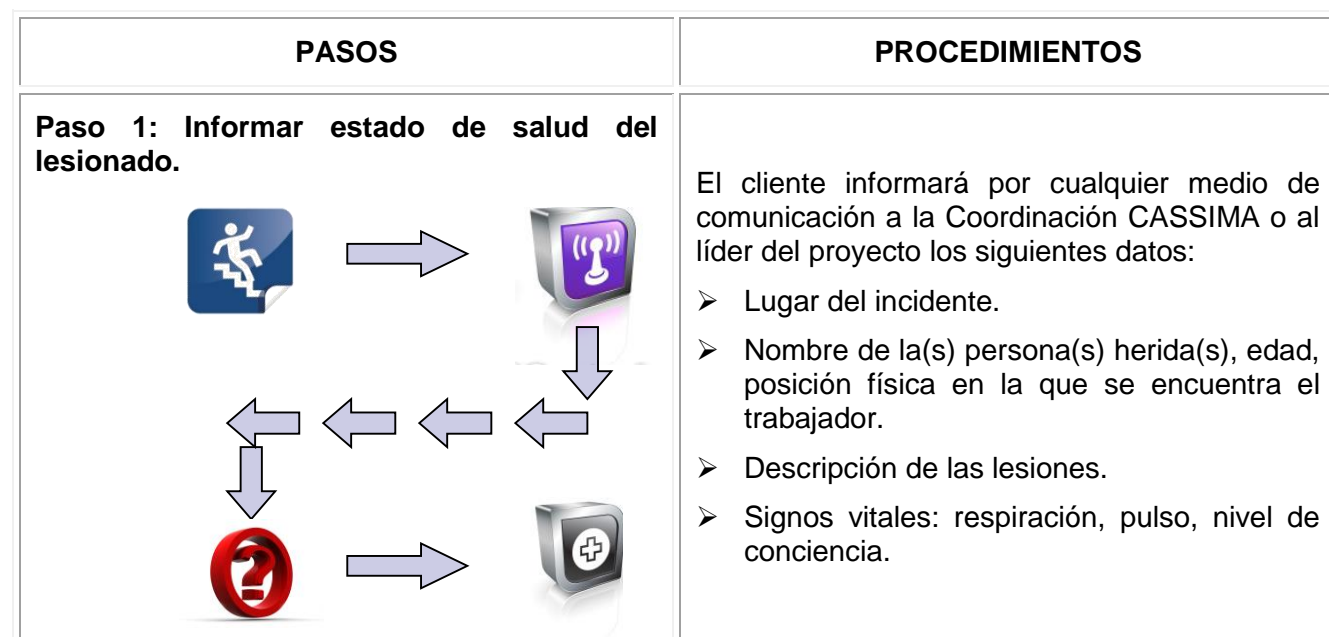 PASOS
PROCEDIMIENTOS
Paso 1: Informar estado de salud del
lesionado.
El cliente informará por cualquier medio de
comunicación a la Coordinación CASSIMA o al
líder del proyecto los siguientes datos:
➢ Lugar del incidente.
➢ Nombre de la(s) persona(s) herida(s), edad,
posición física en la que se encuentra el
trabajador.
➢ Descripción de las lesiones.
➢ Signos vitales: respiración, pulso, nivel de
conciencia.